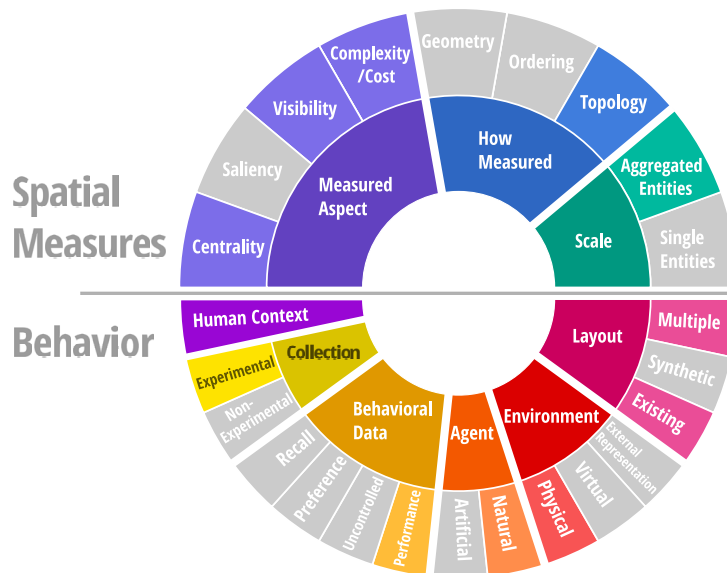 Spatial
Measures
Behavior
Centrality
Saliency
Visibility
Complexity
/Cost
Measured
Aspect
Geometry
Ordering
Topology
How
Measured
Aggregated
Entities
Single
Entities
Scale
Human Context
Experimental
Non-
Experimental
Collection
Recall
Preference
Uncontrolled
Performance
Behavioral
Data
Artificial
Natural
Agent
Physical
Virtual
External
Representation
Environment
Multiple
Synthetic
Existing
Layout